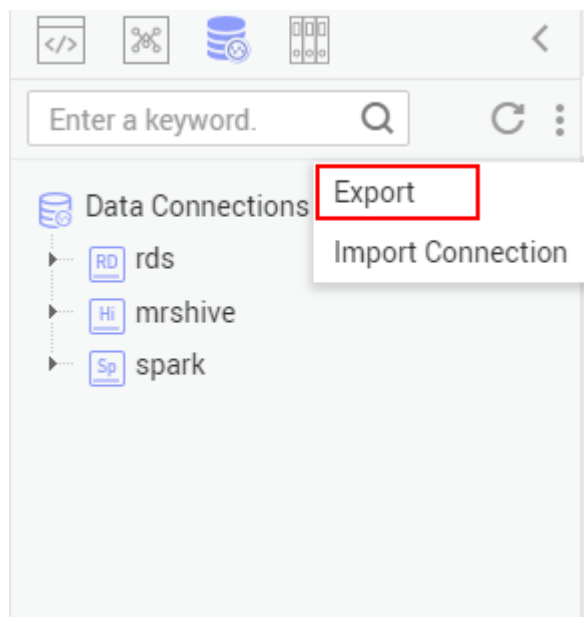 </>
Enter a keyword.
Export
Data Connections
Import Connection
RD rds
Hi mrshive
Sp spark